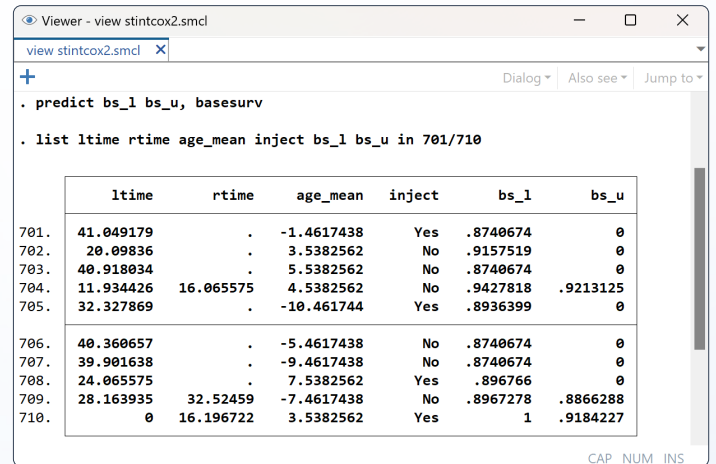 Viewer - view stintcox2.smcl
view stintcox2.smcl
Dialog Also see Jump to
. predict bs_l bs_u, basesurv
. list ltime rtime age_mean inject bs_l bs_u in 701/710
ltime rtime age_mean inject bs_l bs_u
701. 41.049179 . -1.4617438 Yes .8740674 0
702. 20.09836 . 3.5382562 No .9157519 0
703. 40.918034 . 5.5382562 No .8740674 0
704. 11.934426 16.065575 4.5382562 No .9427818 .9213125
705. 32.327869 . -10.461744 Yes .8936399 0
706. 40.360657 . -5.4617438 No .8740674 0
707. 39.901638 . -9.4617438 No .8740674 0
708. 24.065575 . 7.5382562 Yes .896766 0
709. 28.163935 32.52459 -7.4617438 No .8967278 .8866288
710. 0 16.196722 3.5382562 Yes 1 .9184227
CAP NUM INS